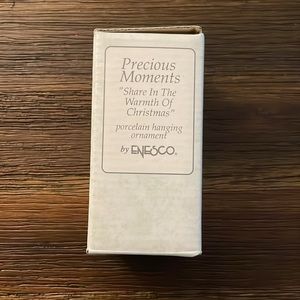 Precious
Moments
"Share In The
Warmth Of
Christmas"
porcelain hanging
ornament
by ENESCO®